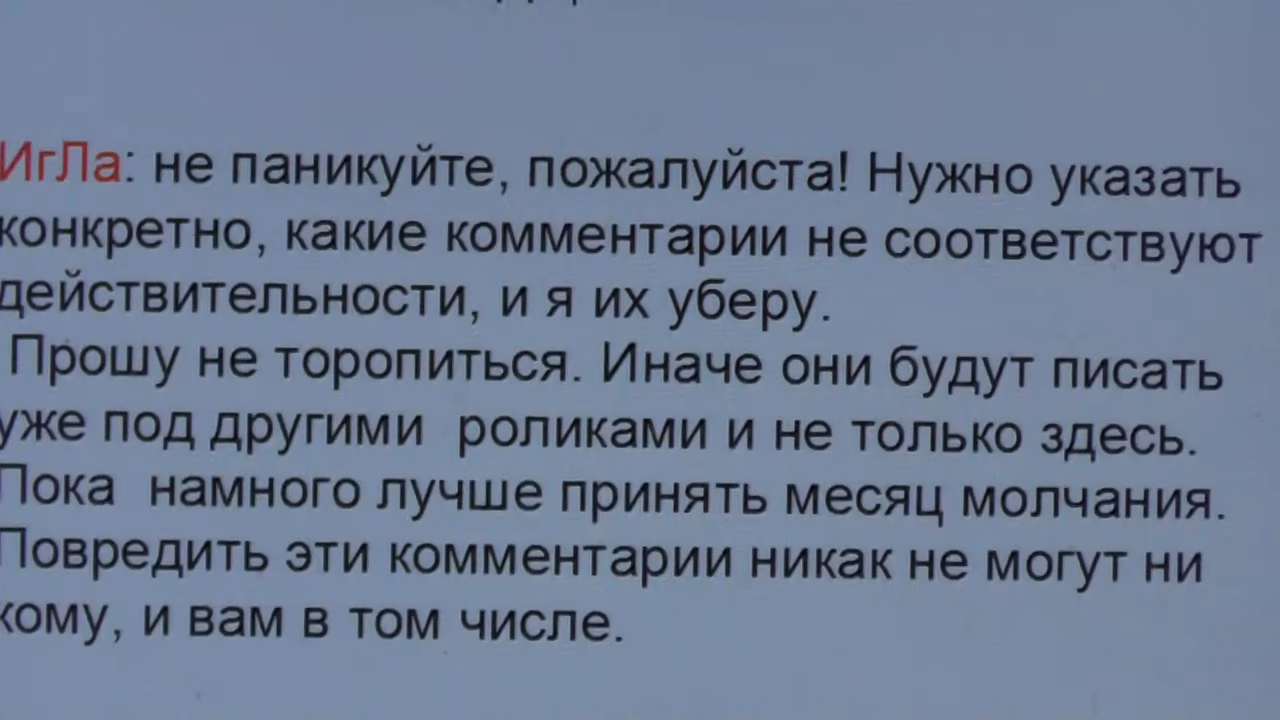 ИгЛа: не паникуйте, пожалуйста! Нужно указать
конкретно, какие комментарии не соответствуют
действительности, и я их уберу.
Прошу не торопиться. Иначе они будут писать
уже под другими роликами и не только здесь.
Пока намного лучше принять месяц молчания.
Повредить эти комментарии никак не могут ни
кому, и вам в том числе.